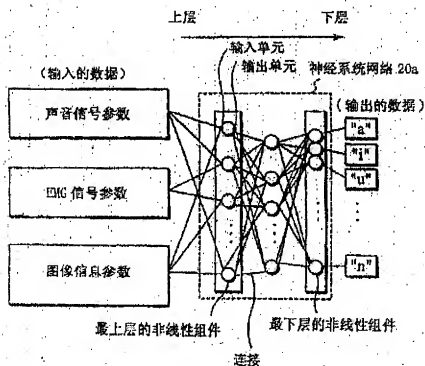 上层
下层
输入单元
输出单元
神经系统网络 20a
(输入的数据)
(输出的数据)
声音信号参数
EMG 信号参数
图像信息参数
"a"
"i"
"u"
"n"
最上层的非线性组件
最下层的非线性组件
连接